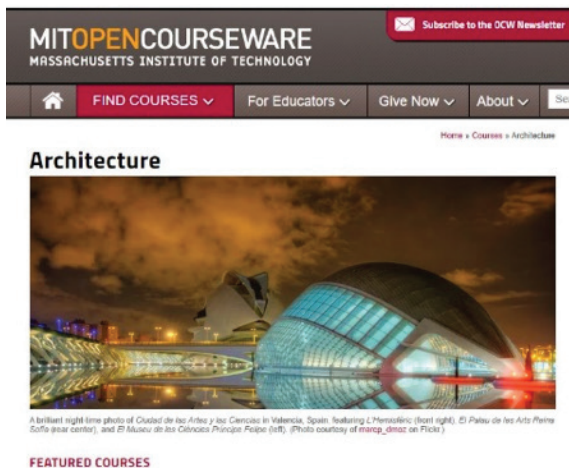 Subscribe to the OCW Newsletter
MITOPENCOURSEWARE
MASSACHUSETTS INSTITUTE OF TECHNOLOGY
FIND COURSES For Educators Give Now About
Home » Courses » Architecture
Architecture
A brilliant night-time photo of Ciudad de las Artes y las Ciencias in Valencia, Spain, featuring L'Hemisfèric (front right), El Palau de les Arts Reina
Sofía (rear center), and El Museu de les Ciències Príncipe Felipe (left). (Photo courtesy of on Flickr.)
FEATURED COURSES